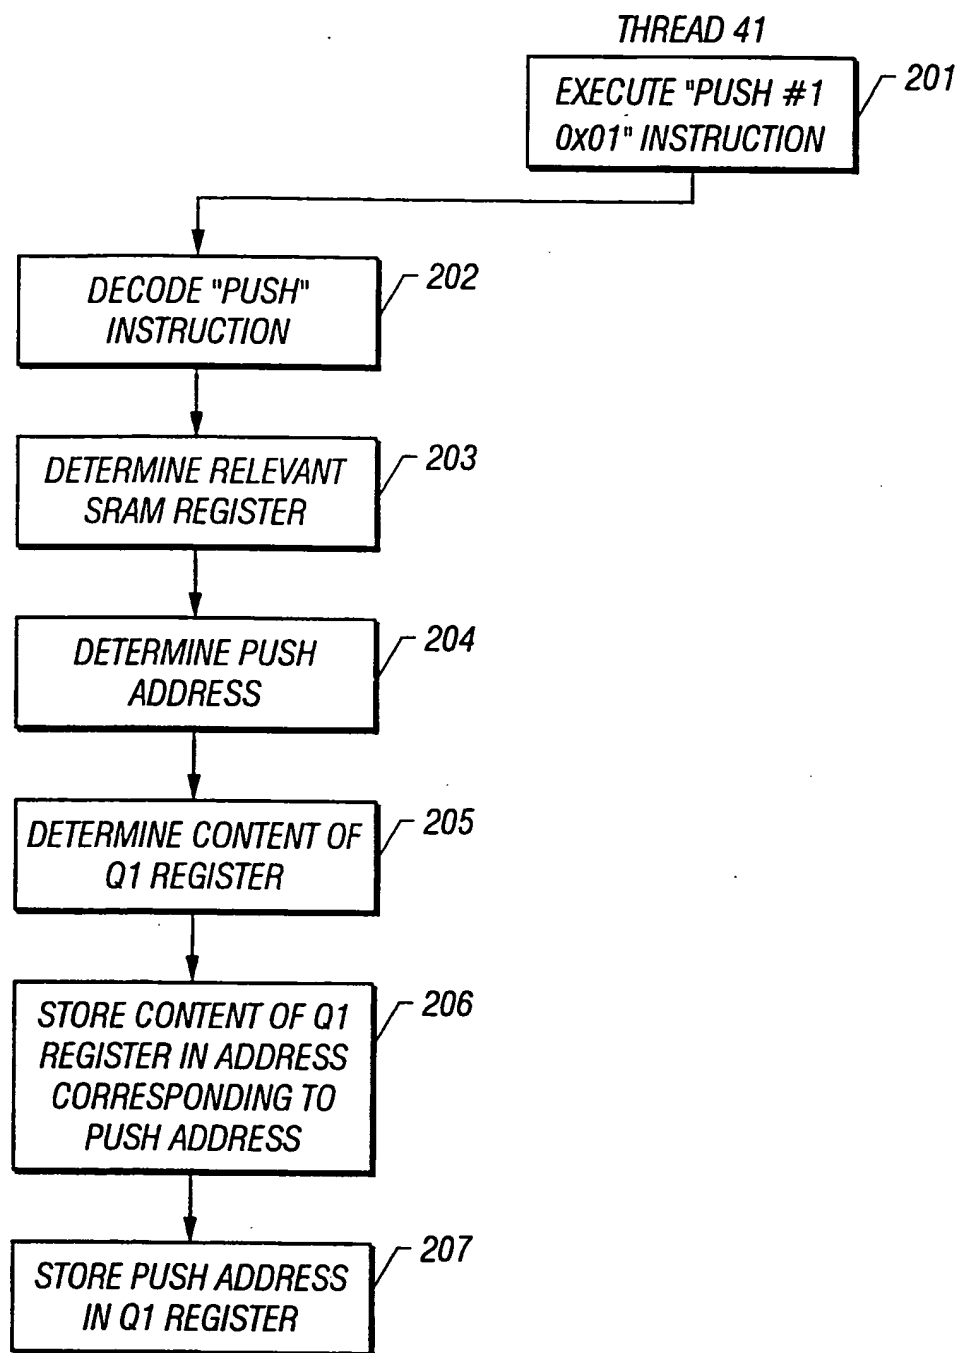 THREAD 41
EXECUTE "PUSH #1
0x01" INSTRUCTION
201
DECODE "PUSH"
INSTRUCTION
202
DETERMINE RELEVANT
SRAM REGISTER
203
DETERMINE PUSH
ADDRESS
204
DETERMINE CONTENT OF
Q1 REGISTER
205
STORE CONTENT OF Q1
REGISTER IN ADDRESS
CORRESPONDING TO
PUSH ADDRESS
206
STORE PUSH ADDRESS
IN Q1 REGISTER
207